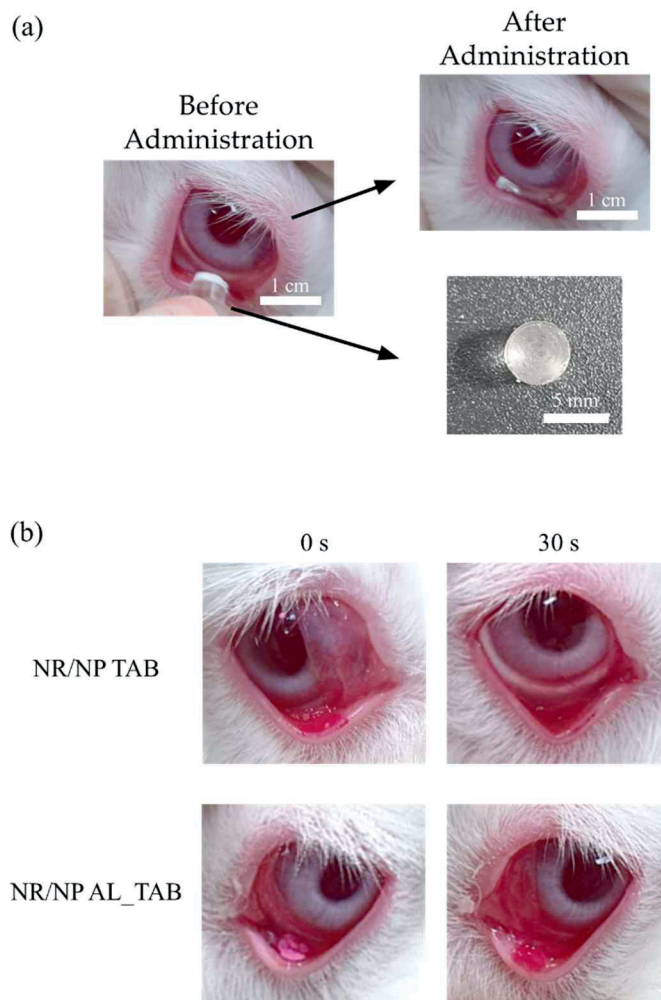 (a)
After
Administration
Before
Administration
1 cm
1 cm
5 mm
(b)
0 s
30 s
NR/NP TAB
NR/NP AL_TAB